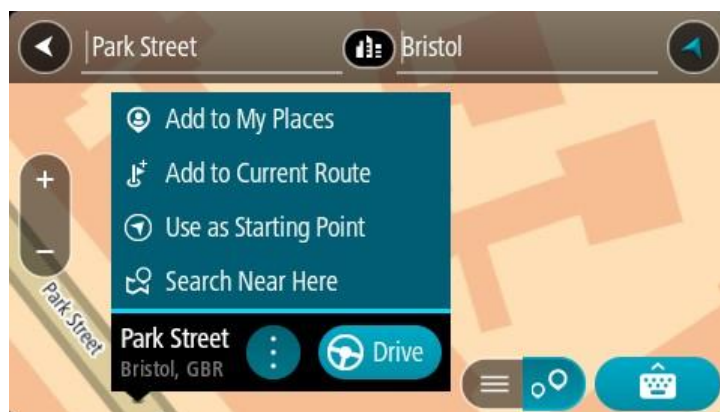 Park Street
Bristol
Add to My Places
Add to Current Route
Use as Starting Point
Search Near Here
Park Street
Park Street
Drive
Bristol, GBR